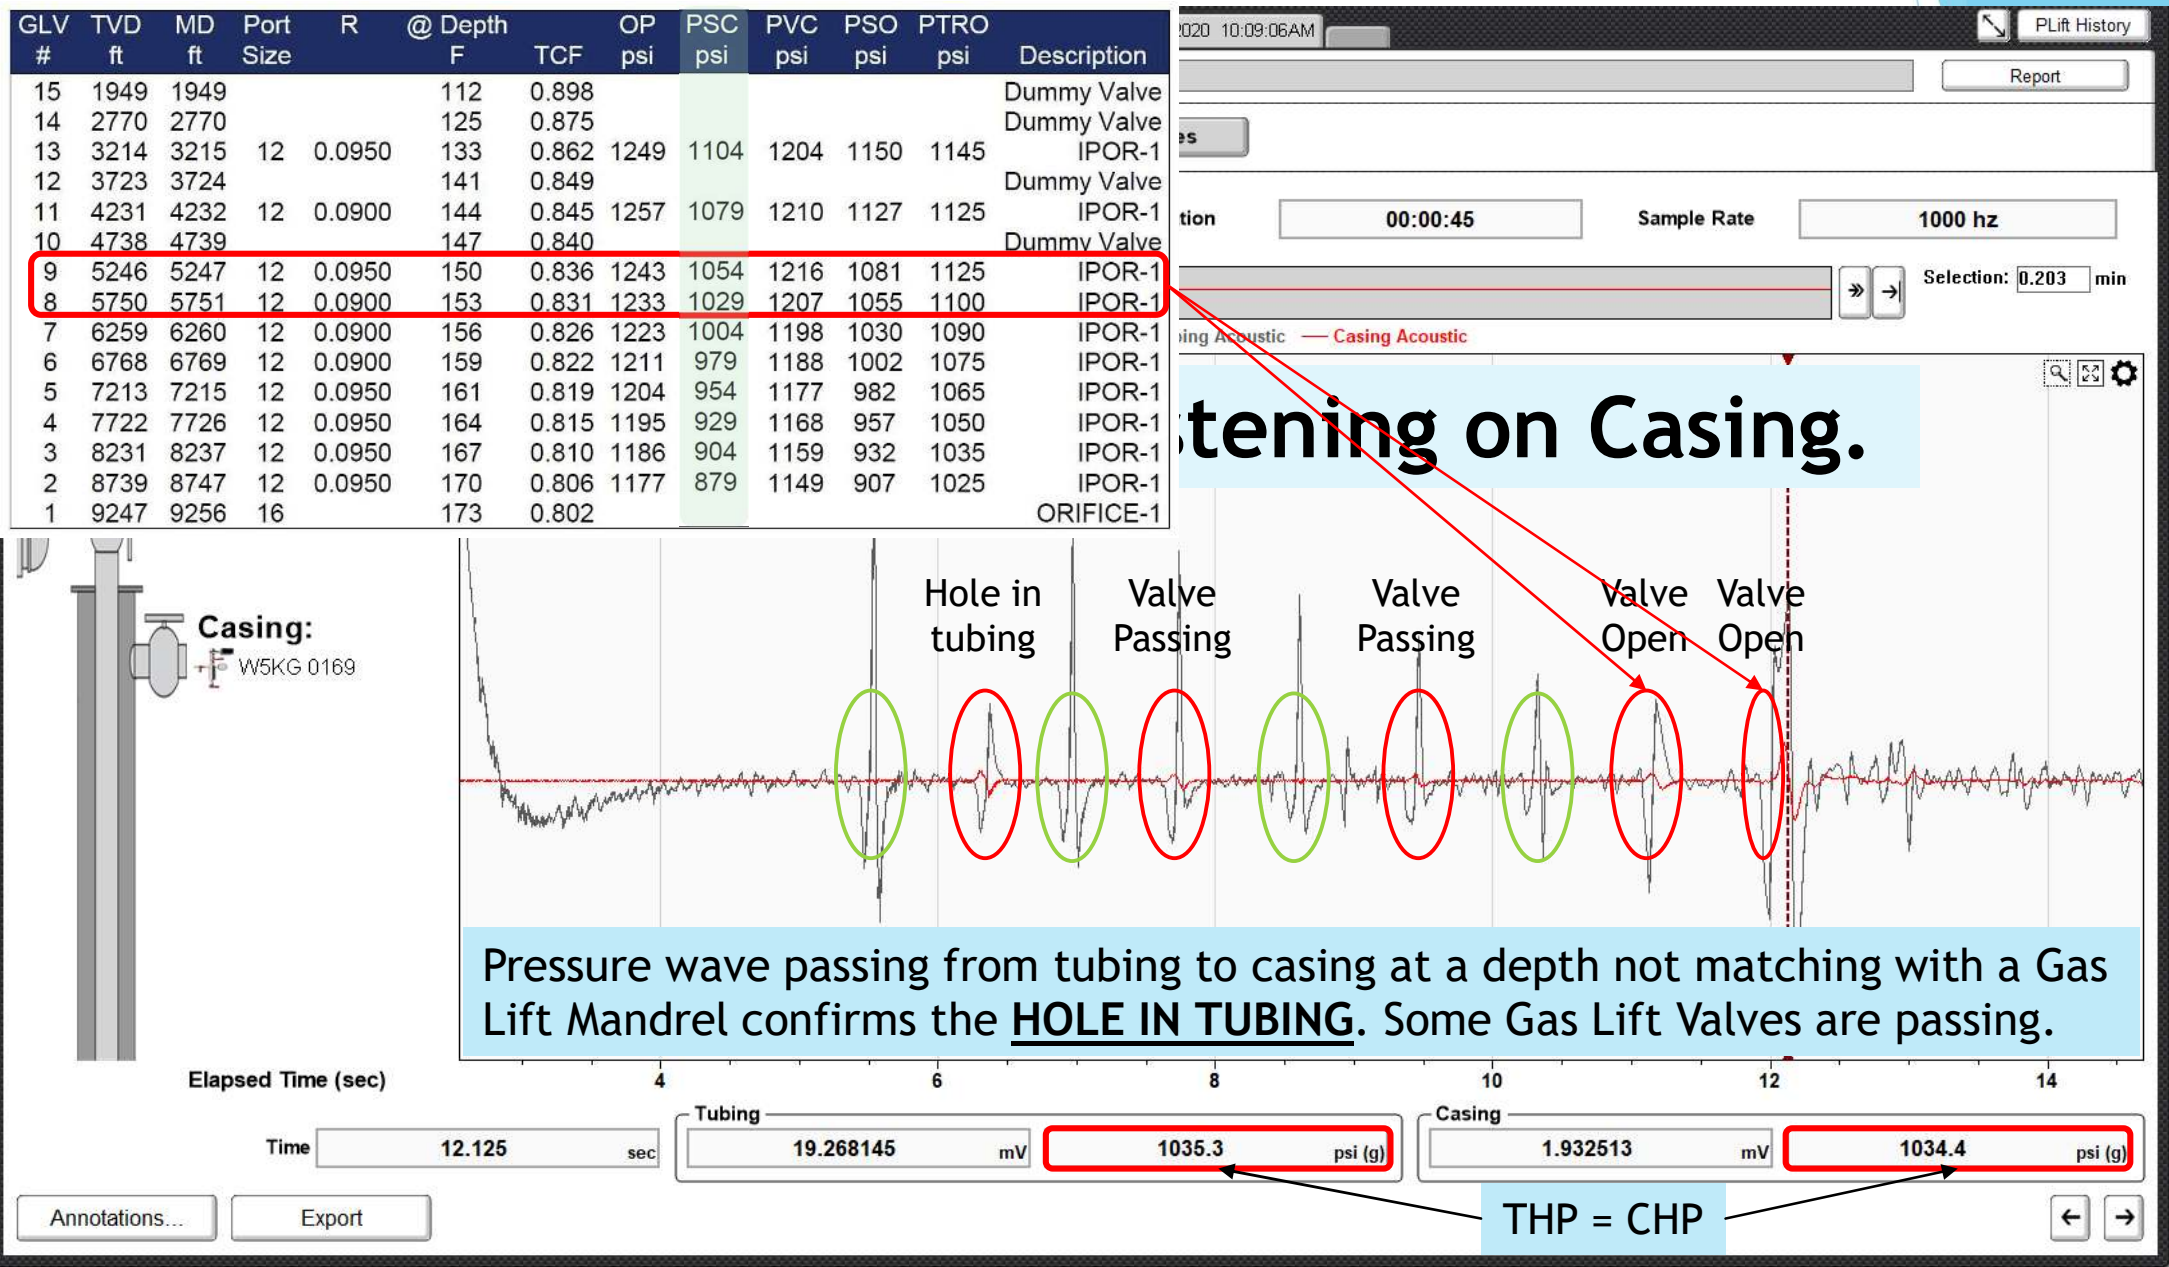 GLV TVD MD Port R @ Depth OP PSC PVC PSO PTRO
# ft ft Size F TCF psi psi psi psi psi Description
15 1949 1949 112 0.898 Dummy Valve
14 2770 2770 125 0.875 Dummy Valve
13 3214 3215 12 0.0950 133 0.862 1249 1104 1204 1150 1145 IPOR-1
12 3723 3724 141 0.849 Dummy Valve
11 4231 4232 12 0.0900 144 0.845 1257 1079 1210 1127 1125 IPOR-1
10 4738 4739 147 0.840 Dummy Valve
9 5246 5247 12 0.0950 150 0.836 1243 1054 1216 1081 1125 IPOR-1
8 5750 5751 12 0.0900 153 0.831 1233 1029 1207 1055 1100 IPOR-1
7 6259 6260 12 0.0900 156 0.826 1223 1004 1198 1030 1090 IPOR-1
6 6768 6769 12 0.0900 159 0.822 1211 979 1188 1002 1075 IPOR-1
5 7213 7215 12 0.0950 161 0.819 1204 954 1177 982 1065 IPOR-1
4 7722 7726 12 0.0950 164 0.815 1195 929 1168 957 1050 IPOR-1
3 8231 8237 12 0.0950 167 0.810 1186 904 1159 932 1035 IPOR-1
2 8739 8747 12 0.0950 170 0.806 1177 879 1149 907 1025 IPOR-1
1 9247 9256 16 173 0.802 ORIFICE-1
2020 10:09:06AM
PLift History
Report
es
tion 00:00:45 Sample Rate 1000 hz
Selection: 0.203 min
bing Acoustic Casing Acoustic
stening on Casing.
Hole in
tubing
Valve
Passing
Valve
Passing
Valve
Open
Valve
Open
Casing:
W5KG 0169
Pressure wave passing from tubing to casing at a depth not matching with a Gas
Lift Mandrel confirms the HOLE IN TUBING. Some Gas Lift Valves are passing.
Elapsed Time (sec) 4 6 8 10 12 14
Tubing
Casing
Time 12.125 sec 19.268145 mV 1035.3 psi (g) 1.932513 mV 1034.4 psi (g)
THP = CHP
Annotations... Export